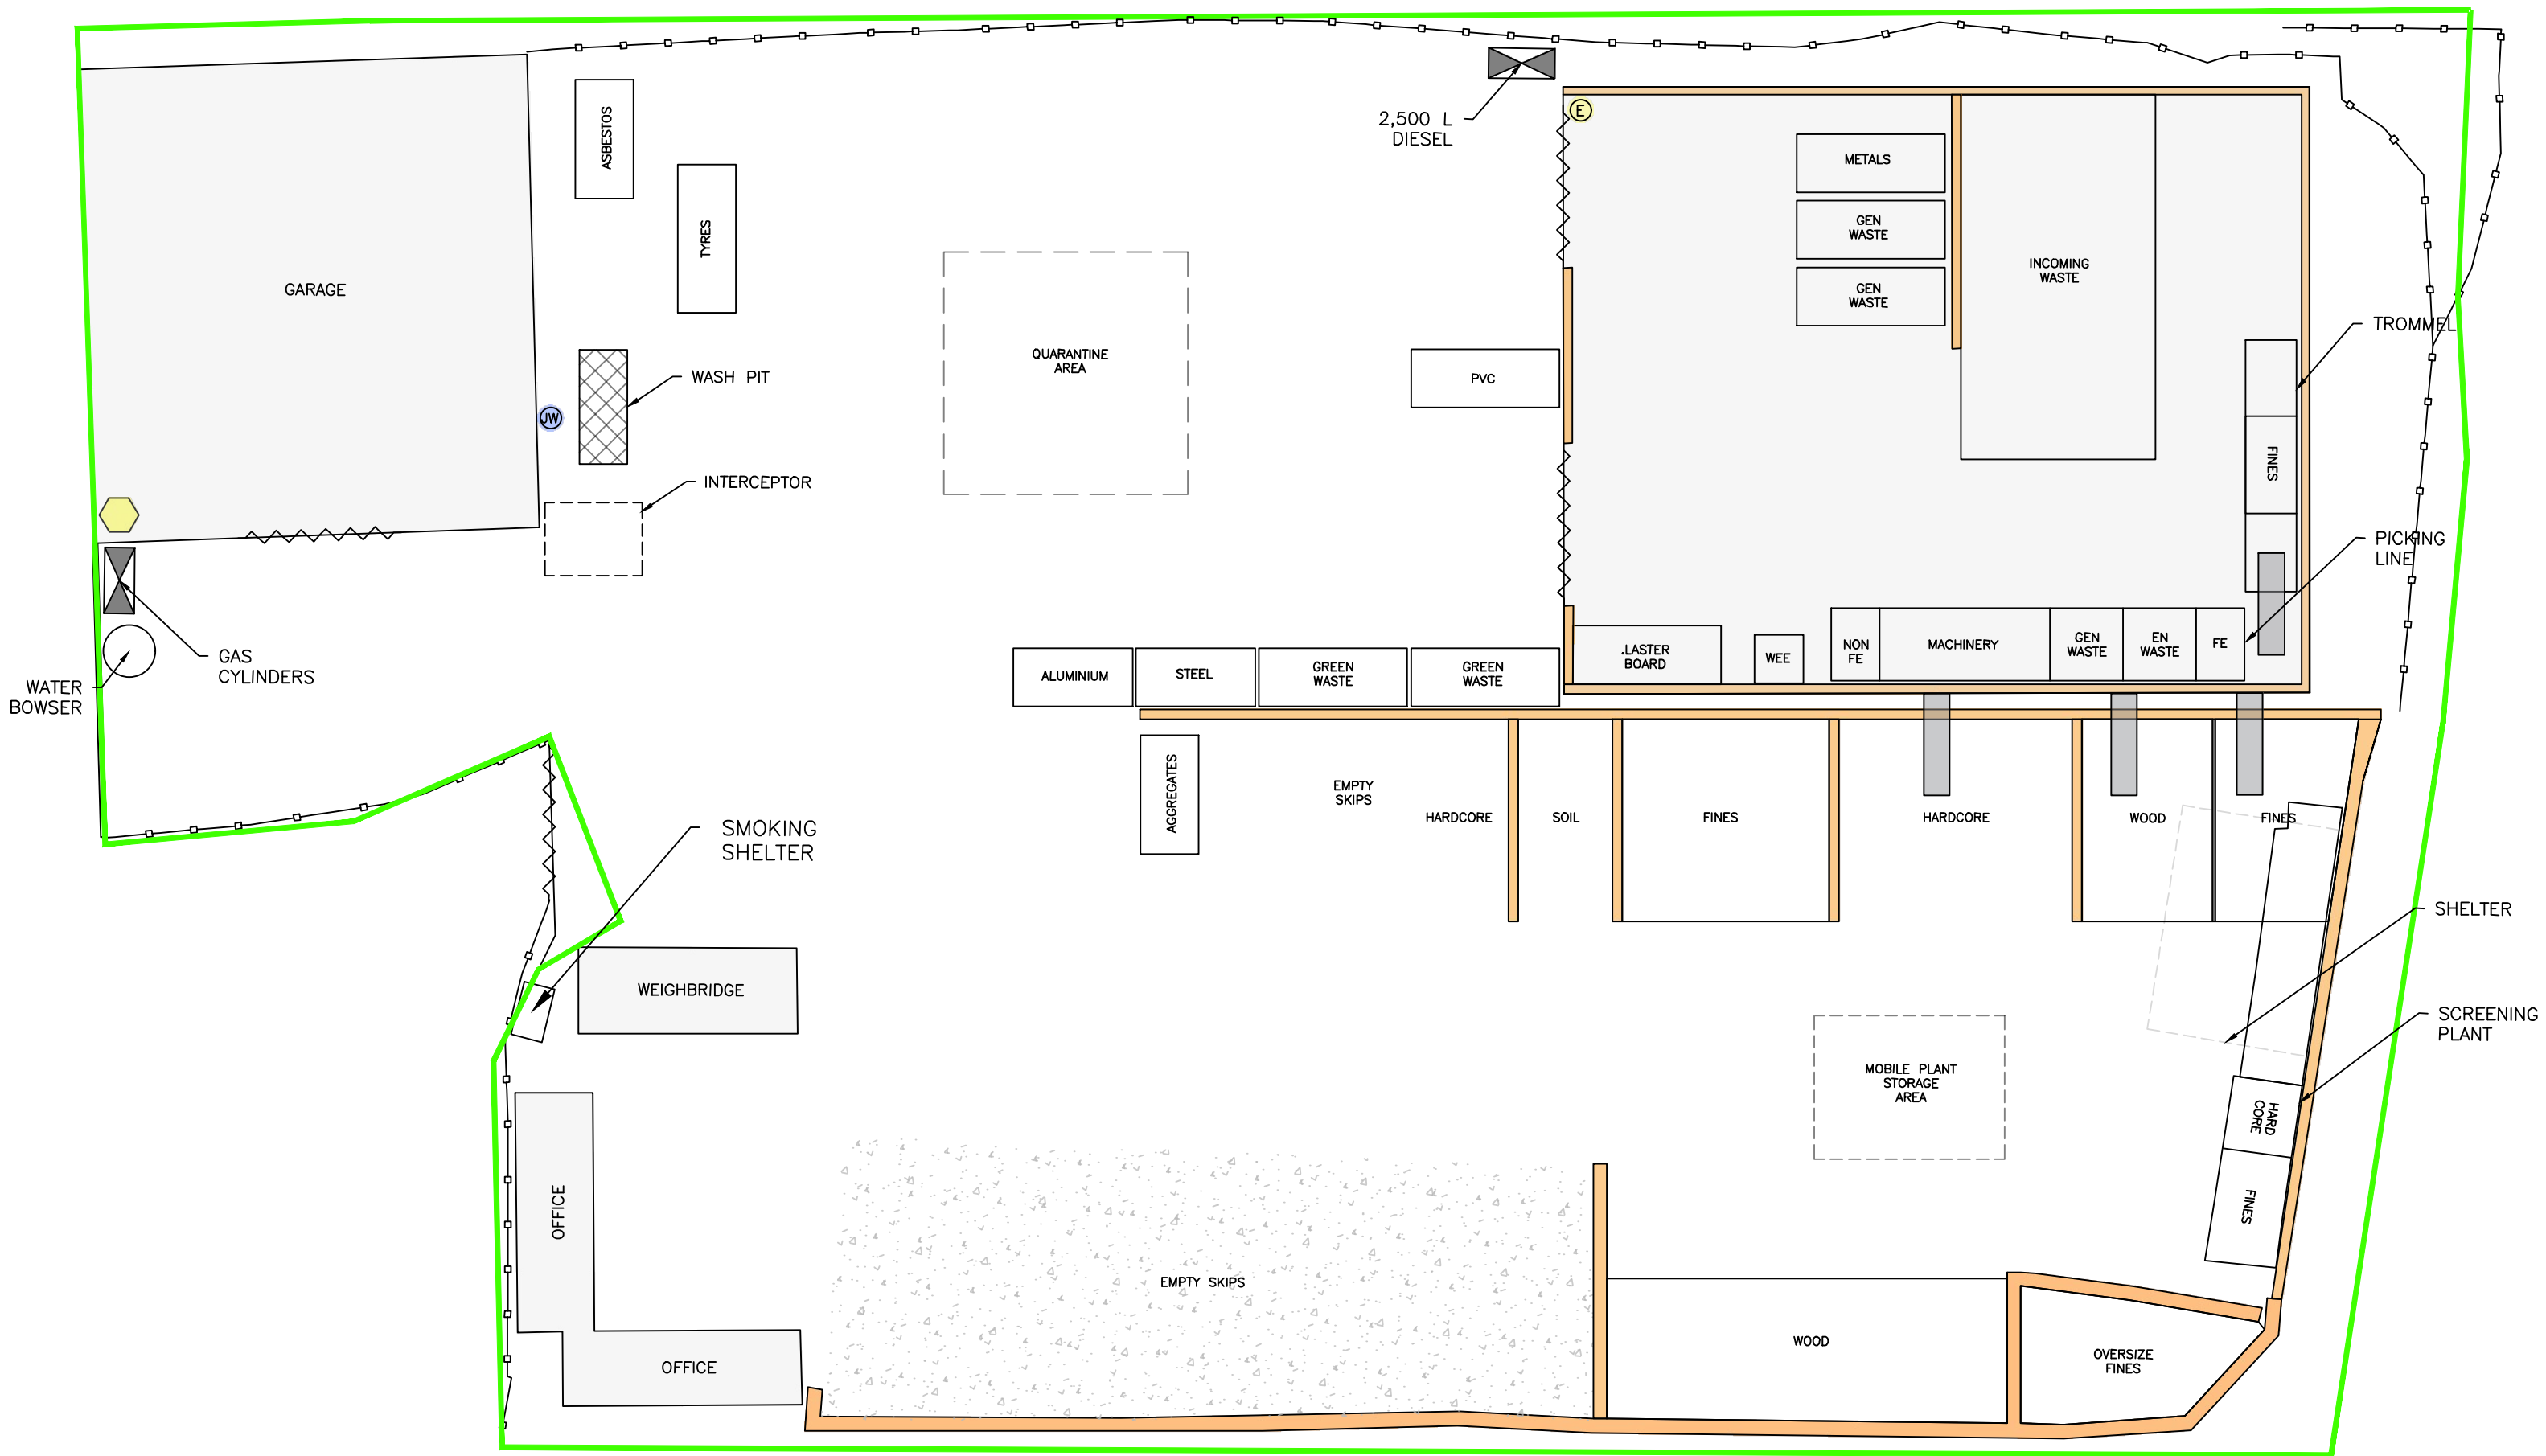 ASBESTOS
2,500 L
DIESEL
E
METALS
TYRES
GEN
WASTE
INCOMING
WASTE
GARAGE
GEN
WASTE
TROMMEL
QUARANTINE
AREA
WASH PIT
PVC
JW
FINES
INTERCEPTOR
PICKING
LINE
GAS
CYLINDERS
WATER
BOWSER
ALUMINIUM
STEEL
GREEN
WASTE
GREEN
WASTE
.LASTER
BOARD
WEE
NON
FE
MACHINERY
GEN
WASTE
EN
WASTE
FE
AGGREGATES
EMPTY
SKIPS
HARDCORE
SOIL
FINES
HARDCORE
WOOD
FINES
SMOKING
SHELTER
SHELTER
WEIGHBRIDGE
SCREENING
PLANT
MOBILE PLANT
STORAGE
AREA
HARD
CORE
OFFICE
FINES
EMPTY SKIPS
WOOD
OVERSIZE
FINES
OFFICE